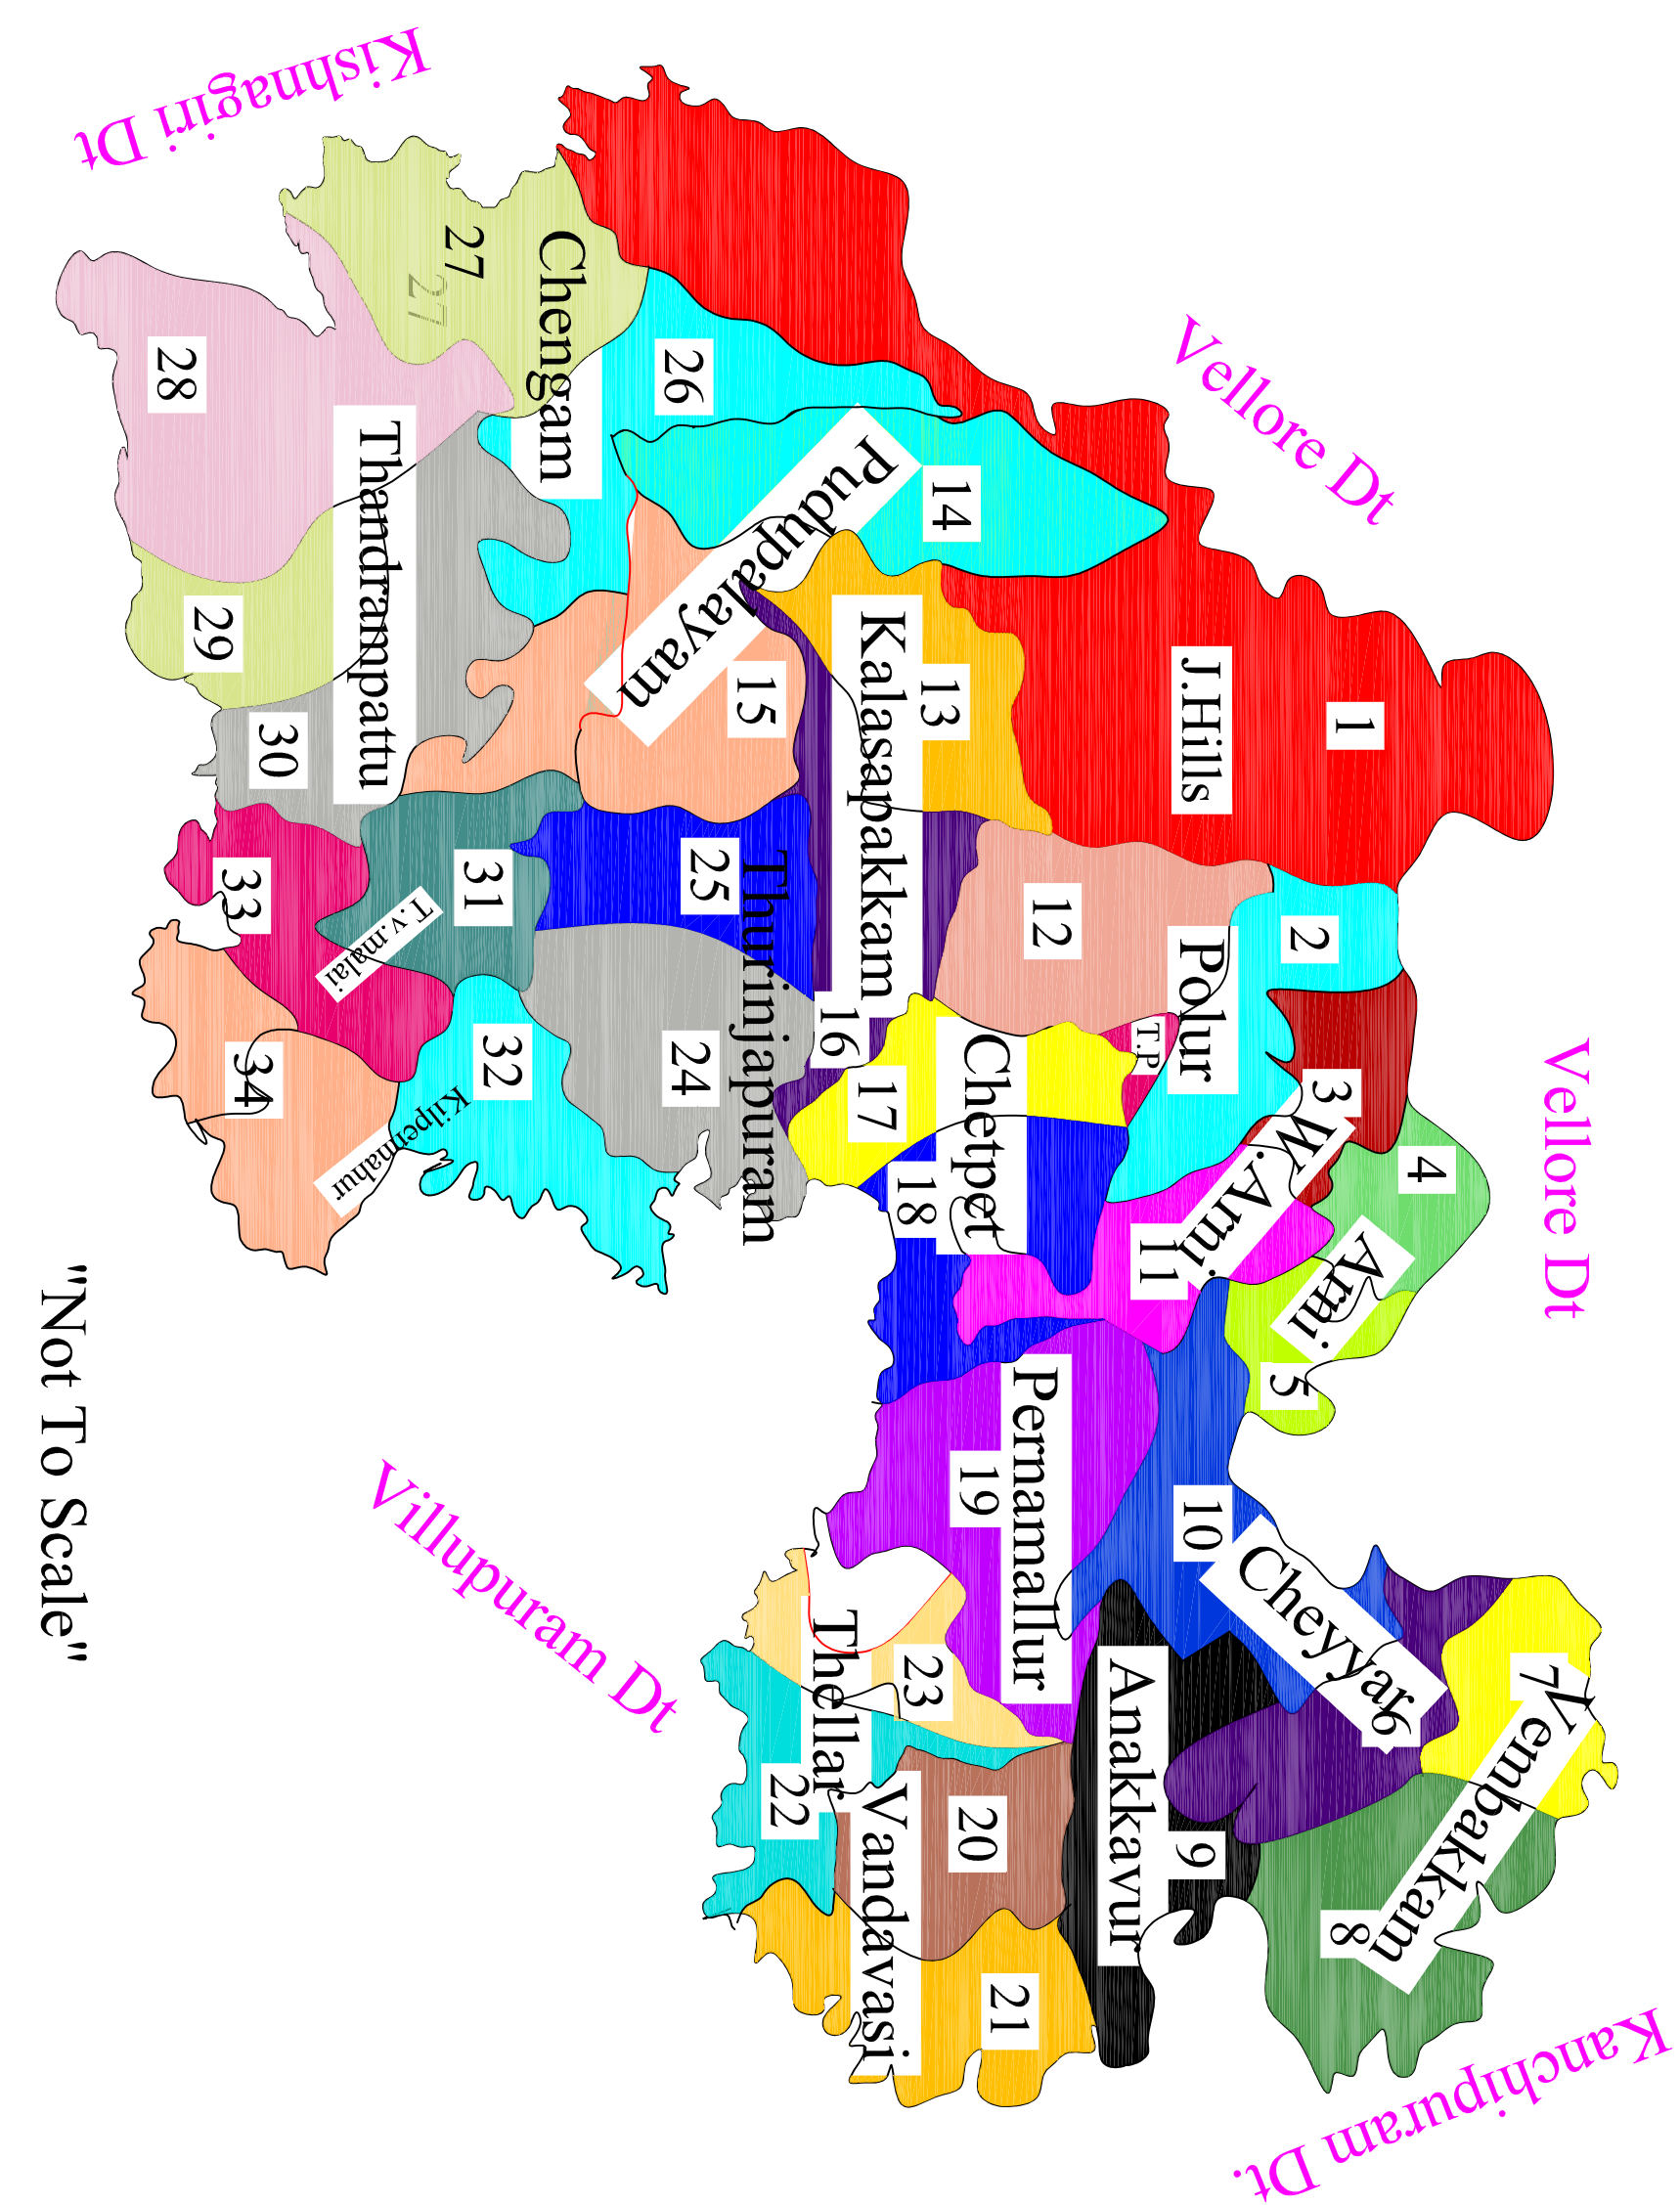 Kishnagiri Dt
Vellore Dt
Vellore Dt
Kanchipuram Dt.
Villupuram Dt
"Not To Scale"
1
J.Hills
2
Polur
3
W.Arni.
4
Arni.
5
6
Cheyyar
7
Vembakkam
8
9
Anakkavur
10
11
12
T.P
13
Kalasapakkam
14
Pudupalayam
15
16
17
Chetpet
18
19
Pernamallur
20
Vandavasi
21
22
Thellar
23
24
Thurinjapuram
25
26
Chengam
27
27
28
Thandrampattu
29
30
31
T.v.malai
32
Kilpennahur
33
34